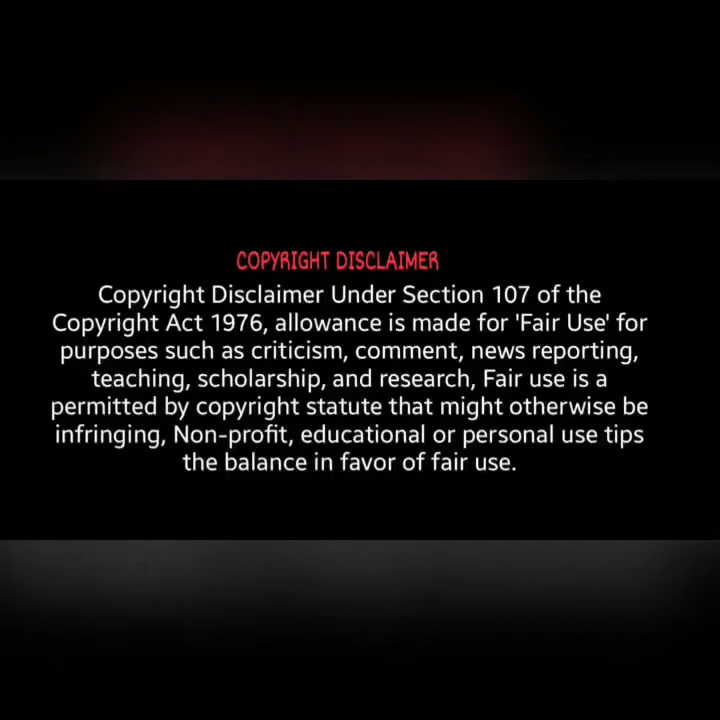 COPYRIGHT DISCLAIMER
Copyright Disclaimer Under Section 107 of the
Copyright Act 1976, allowance is made for 'Fair Use' for
purposes such as criticism, comment, news reporting,
teaching, scholarship, and research, Fair use is a
permitted by copyright statute that might otherwise be
infringing, Non-profit, educational or personal use tips
the balance in favor of fair use.